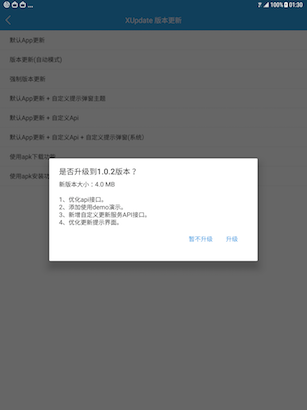 01:30
XUpdate 版本更新
默认App更新
版本更新(自动模式)
强制版本更新
默认App更新 + 自定义提示弹窗主题
默认App更新 + 自定义Api
默认App更新 + 自定义Api + 自定义提示弹窗(系统)
使用apk下载功能
使用apk安装功
是否升级到1.0.2版本？
新版本大小：4.0 MB
1、优化api接口。
2、添加使用demo演示。
3、新增自定义更新服务API接口。
4、优化更新提示界面。
暂不升级 升级